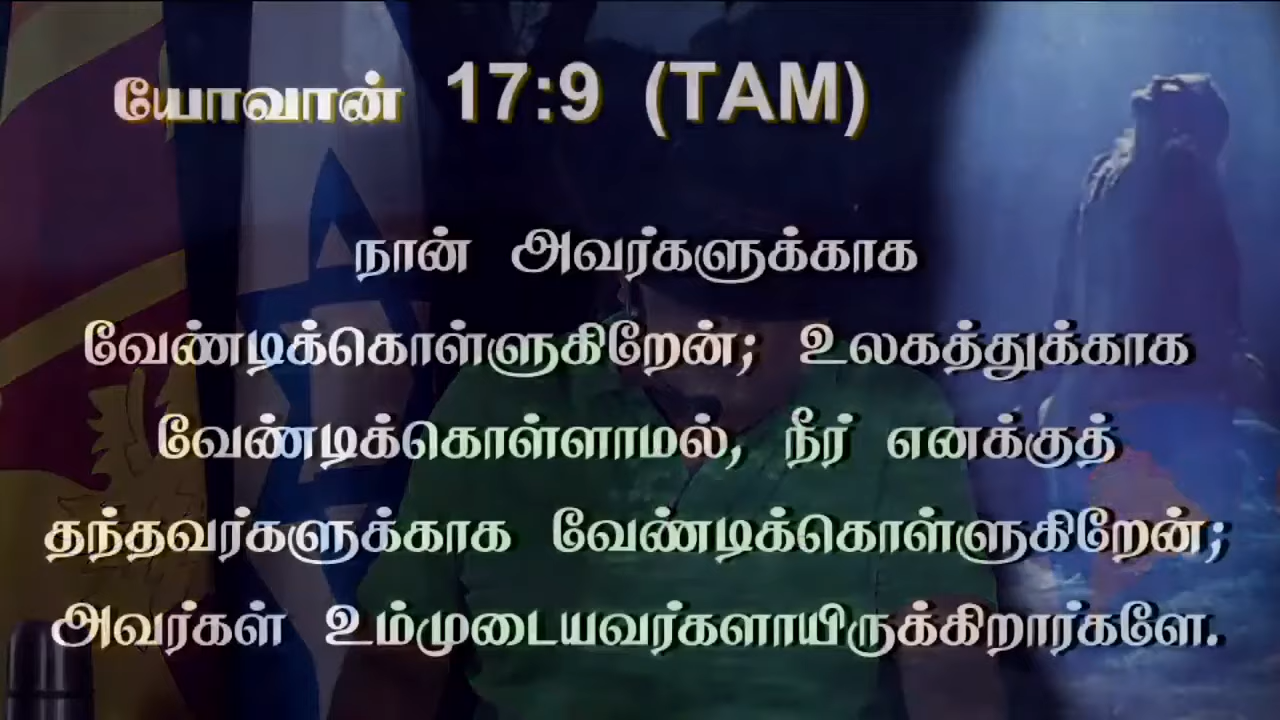 யோவான் 17:9 (TAM)
நான் அவர்களுக்காக
வேண்டிக்கொள்ளுகிறேன்; உலகத்துக்காக
வேண்டிக்கொள்ளாமல், நீர் எனக்குத்
தந்தவர்களுக்காக வேண்டிக்கொள்ளுகிறேன்;
அவர்கள் உம்முடையவர்களாயிருக்கிறார்களே.